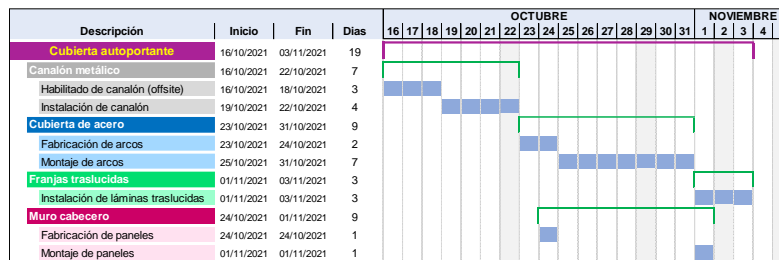 OCTUBRE NOVIEMBRE
Descripción Inicio Fin Dias 16 17 18 19 20 21 22 23 24 25 26 27 28 29 30 31 1 2 3 4
Cubierta autoportante 16/10/2021 03/11/2021 19
Canalón metálico 16/10/2021 22/10/2021 7
Habilitado de canalón (offsite) 16/10/2021 18/10/2021 3
Instalación de canalón 19/10/2021 22/10/2021 4
Cubierta de acero 23/10/2021 31/10/2021 9
Fabricación de arcos 23/10/2021 24/10/2021 2
Montaje de arcos 25/10/2021 31/10/2021 7
Franjas traslucidas 01/11/2021 03/11/2021 3
Instalación de láminas traslucidas 01/11/2021 03/11/2021 3
Muro cabecero 24/10/2021 01/11/2021 9
Fabricación de paneles 24/10/2021 24/10/2021 1
Montaje de paneles 01/11/2021 01/11/2021 1